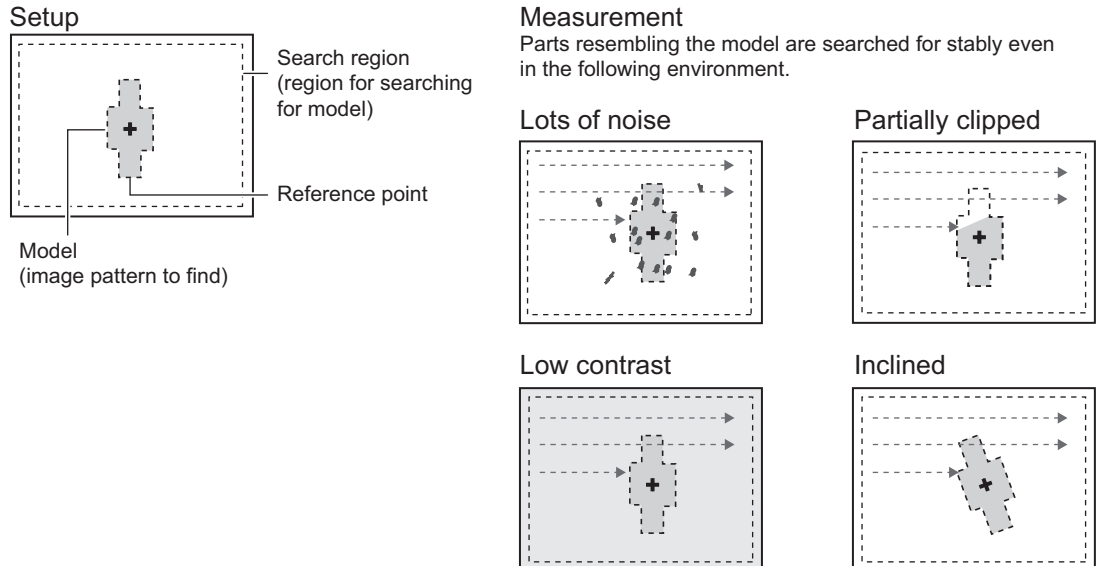 Setup
Search region
(region for searching
for model)
Reference point
Model
(image pattern to find)
Measurement
Parts resembling the model are searched for stably even
in the following environment.
Lots of noise
Partially clipped
Low contrast
Inclined